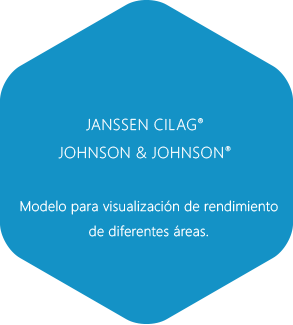 JANSSEN CILAG®
JOHNSON & JOHNSON®
Modelo para visualización de rendimiento
de diferentes áreas.